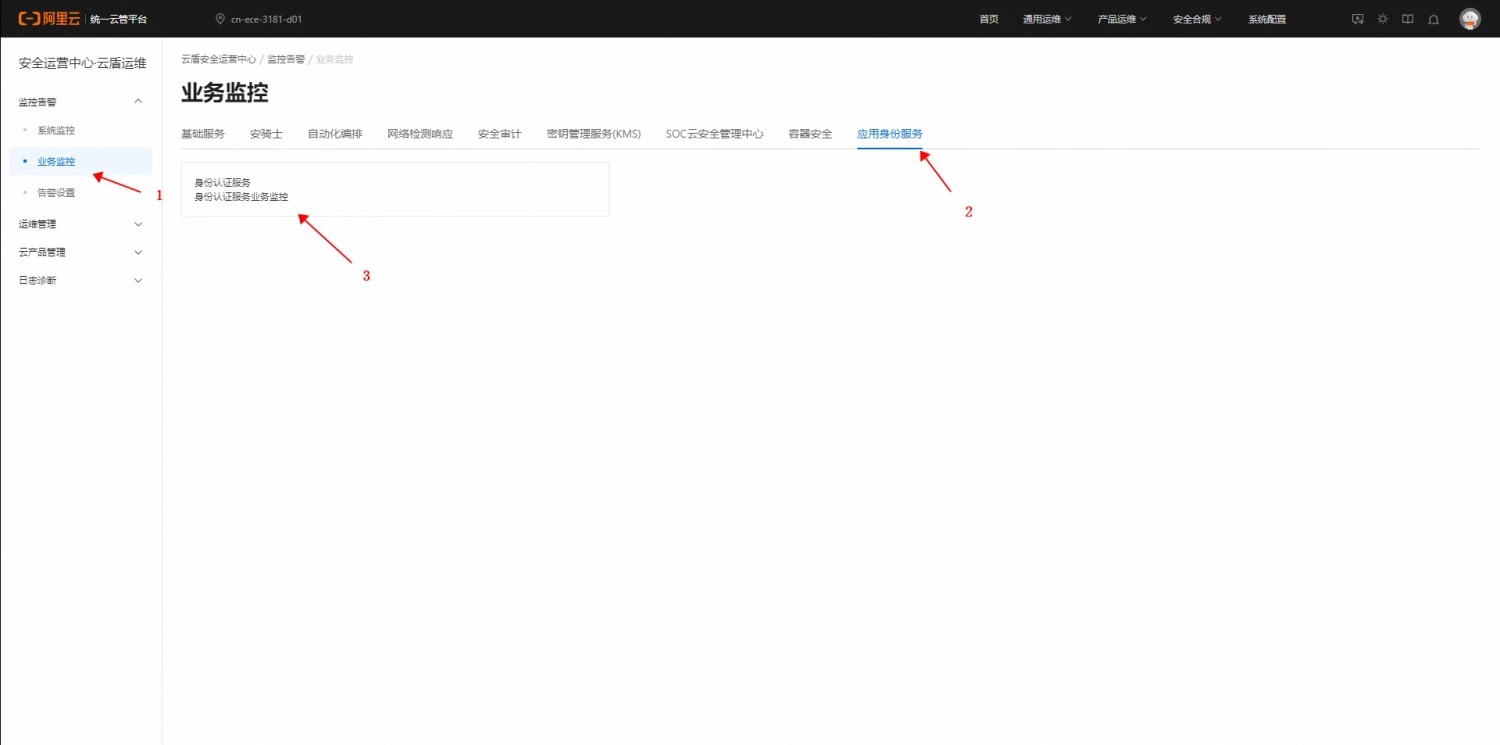 阿里云 统一云管平台 cn-ece-3181-d01 首页 通用运维 产品运维 安全合规 系统配置
安全运营中心·云盾运维
监控告警
系统监控
业务监控
1
告警设置
运维管理
云产品管理
日志诊断
云盾安全运营中心 / 监控告警 / 业务监控
业务监控
基础服务 安骑士 自动化编排 网络检测响应 安全审计 密钥管理服务(KMS) SOC云安全管理中心 容器安全 应用身份服务
身份认证服务
身份认证服务业务监控
2
3